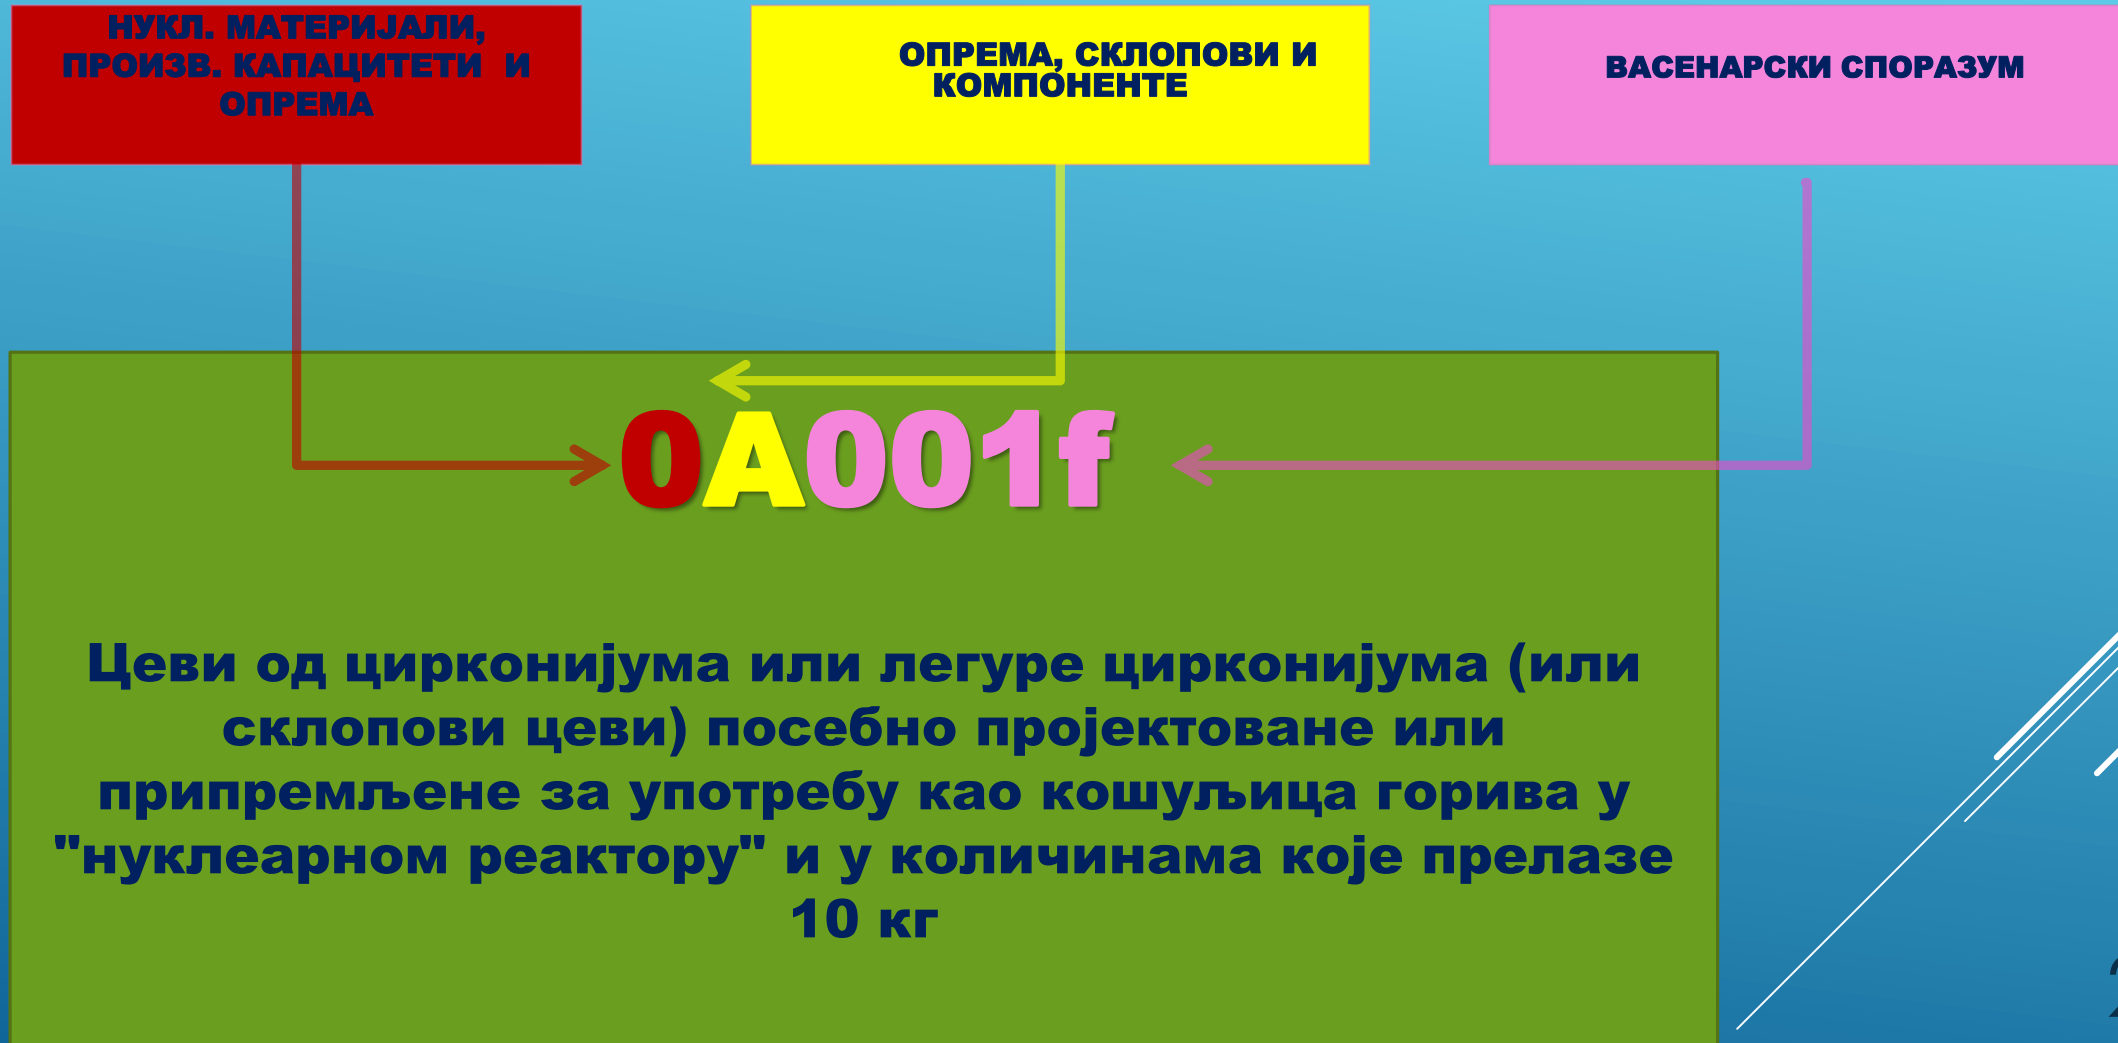 НУКЛ. МАТЕРИЈАЛИ,
ПРОИЗВ. КАПАЦИТЕТИ И
ОПРЕМА
ОПРЕМА, СКЛОПОВИ И
КОМПОНЕНТЕ
ВАСЕНАРСКИ СПОРАЗУМ
0A001f
Цеви од цирконијума или легуре цирконијума (или
склопови цеви) посебно пројектоване или
припремљене за употребу као кошуљица горива у
"нуклеарном реактору" и у количинама које прелазе
10 кг